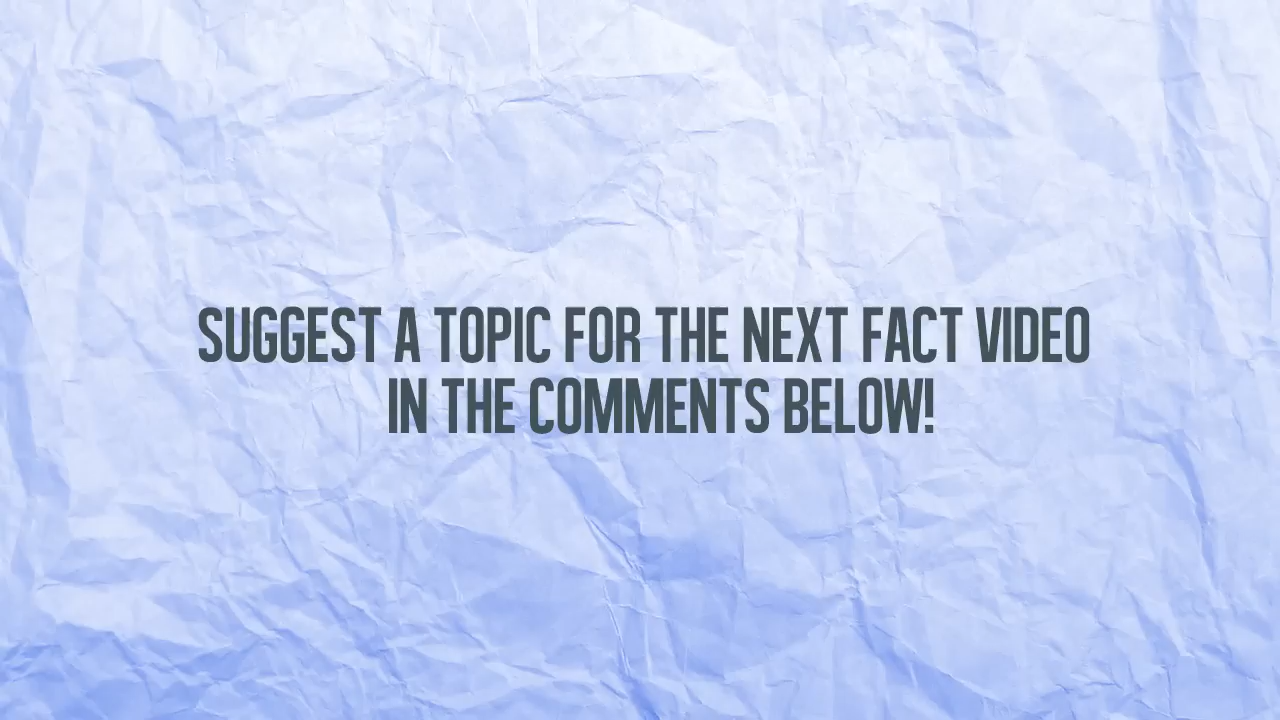 SUGGEST A TOPIC FOR THE NEXT FACT VIDEO
IN THE COMMENTS BELOW!